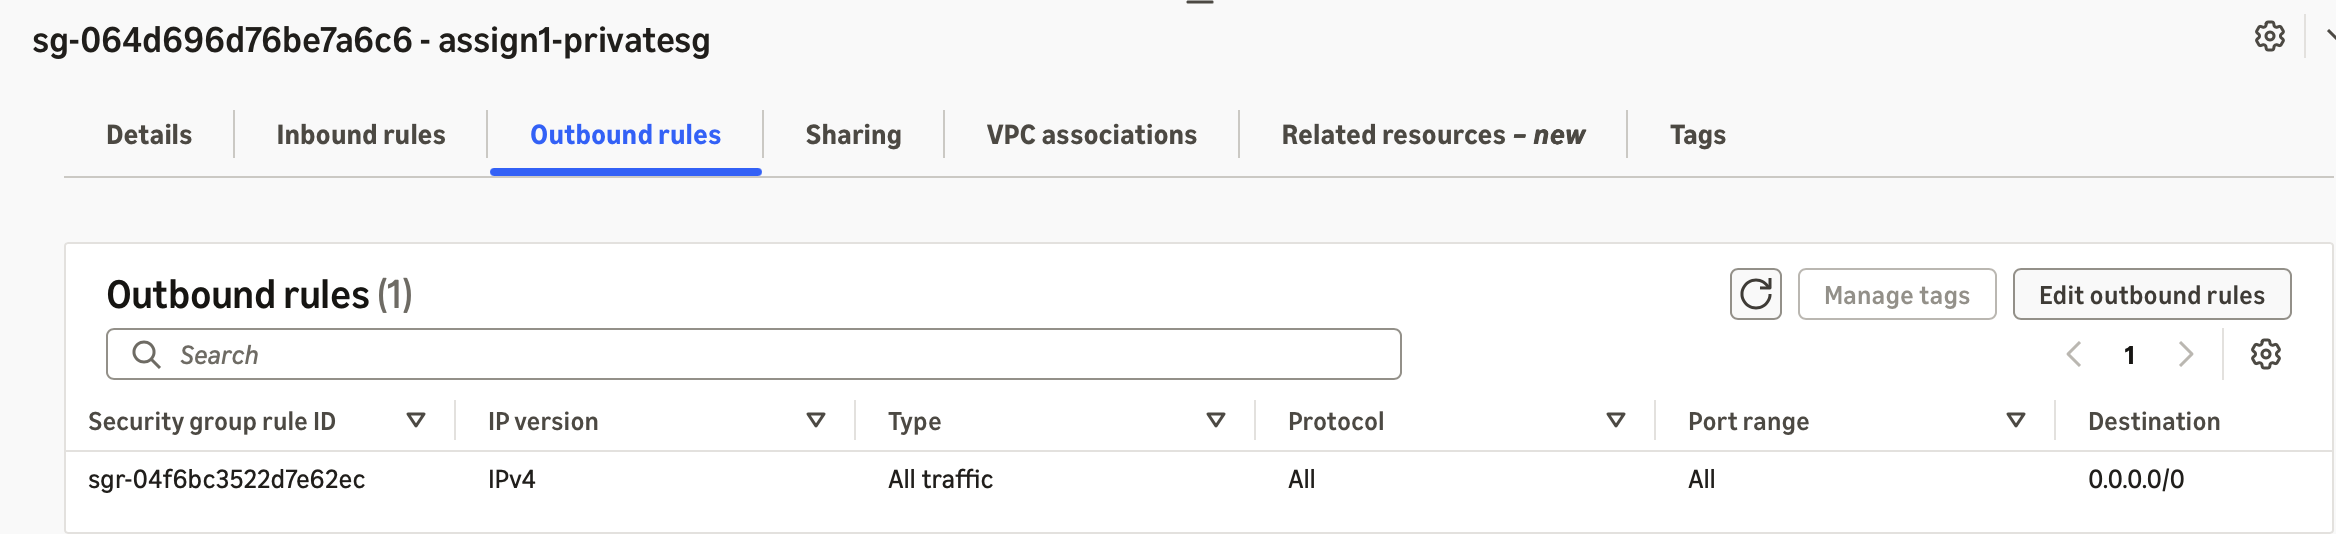 sg-064d696d76be7a6c6 - assign1-privatesg
Details Inbound rules Outbound rules Sharing VPC associations Related resources – new Tags
Outbound rules (1)
Manage tags Edit outbound rules
Search
1
Security group rule ID IP version Type Protocol Port range Destination
sgr-04f6bc3522d7e62ec IPv4 All traffic All All 0.0.0.0/0